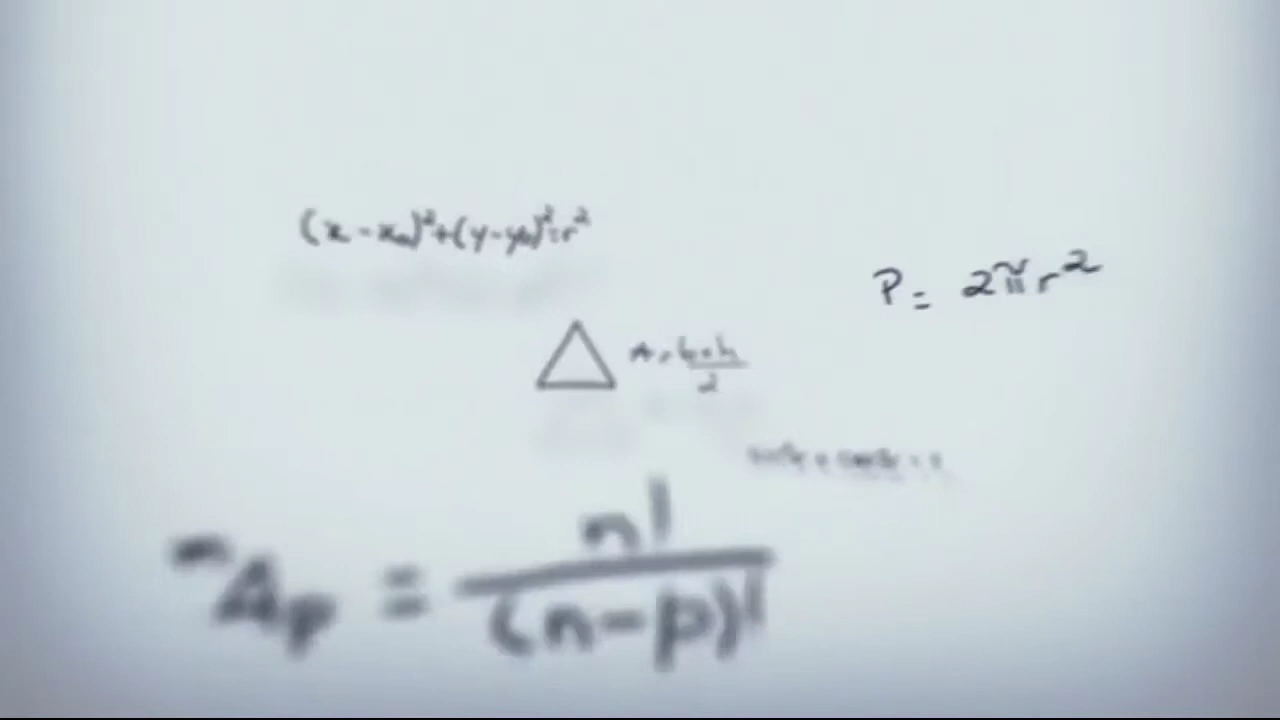 (x - x₀)² + (y - y₀)² = r²
P = 2πr²
A = b × h / 2
ⁿAₚ = n! / (n-p)!